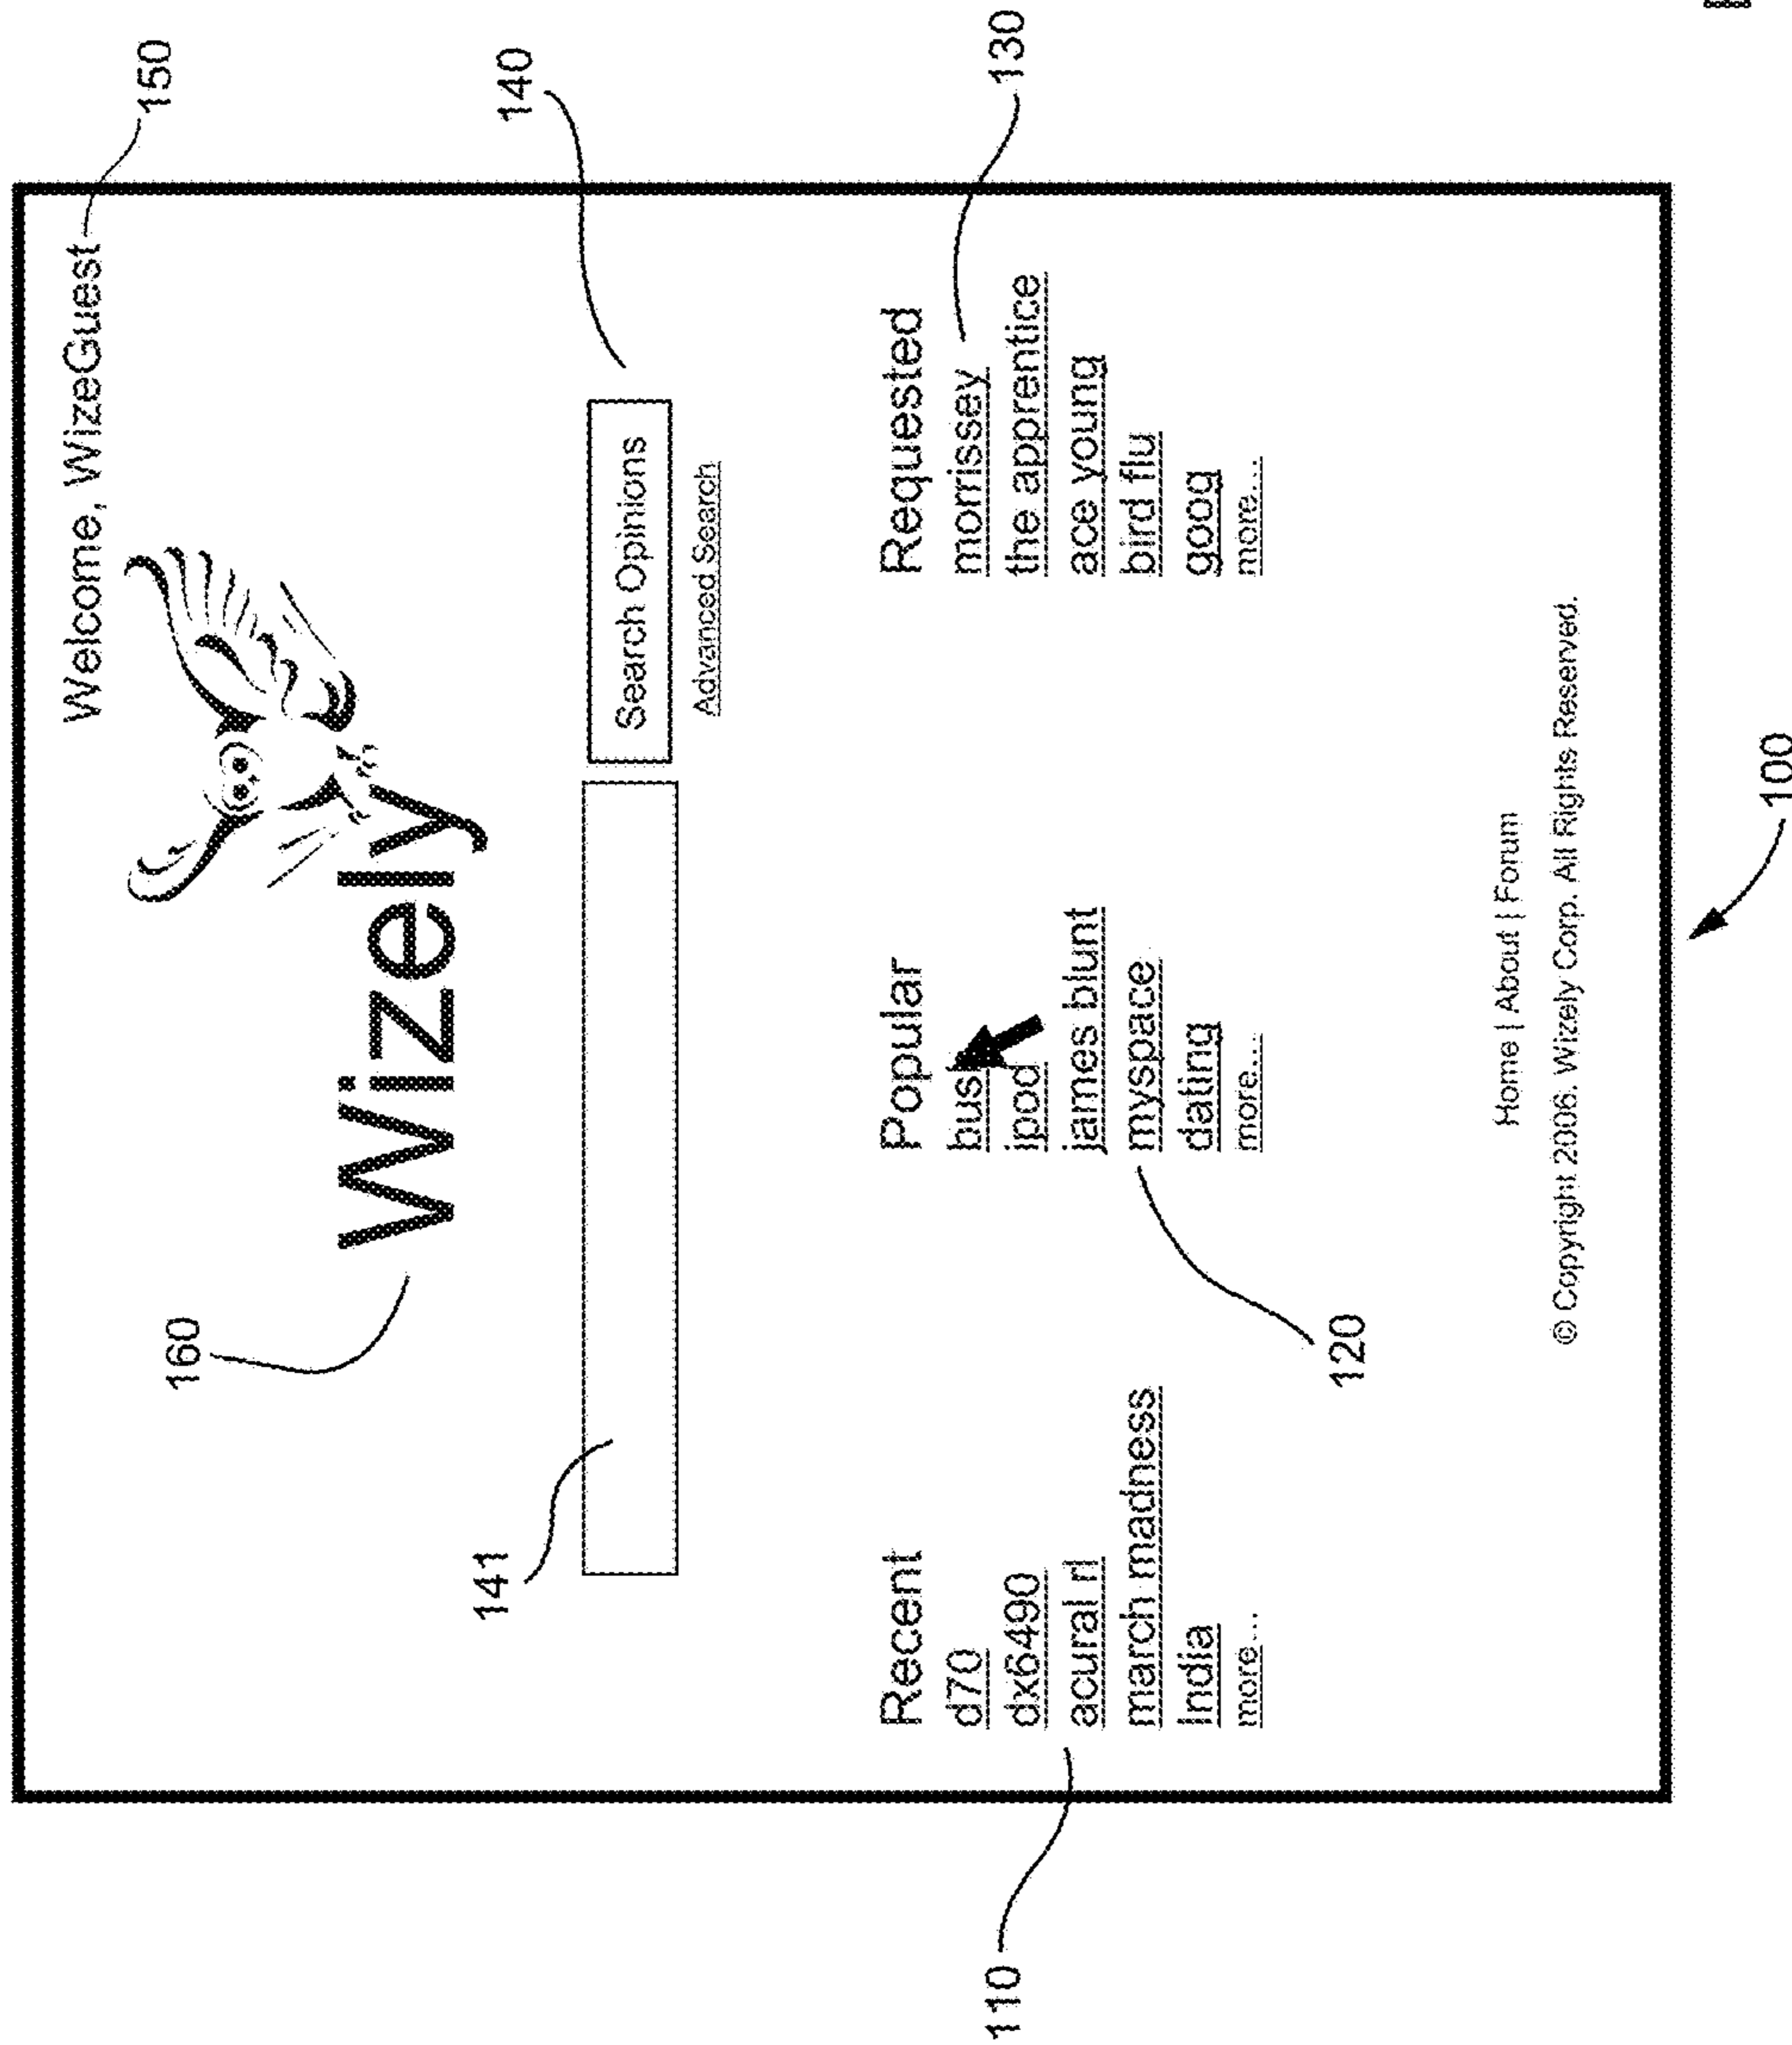 Welcome, WizeGuest
150
160
Wizely
140
141
Search Opinions
Advanced Search
Recent
d70
dx6490
acural rl
march madness
India
more...
110
Popular
ipod
james blunt
myspace
dating
more...
120
Requested
morrissey
the apprentice
ace young
bird flu
goog
more...
130
Home | About | Forum
© Copyright 2006. Wizely Corp. All Rights Reserved.
100